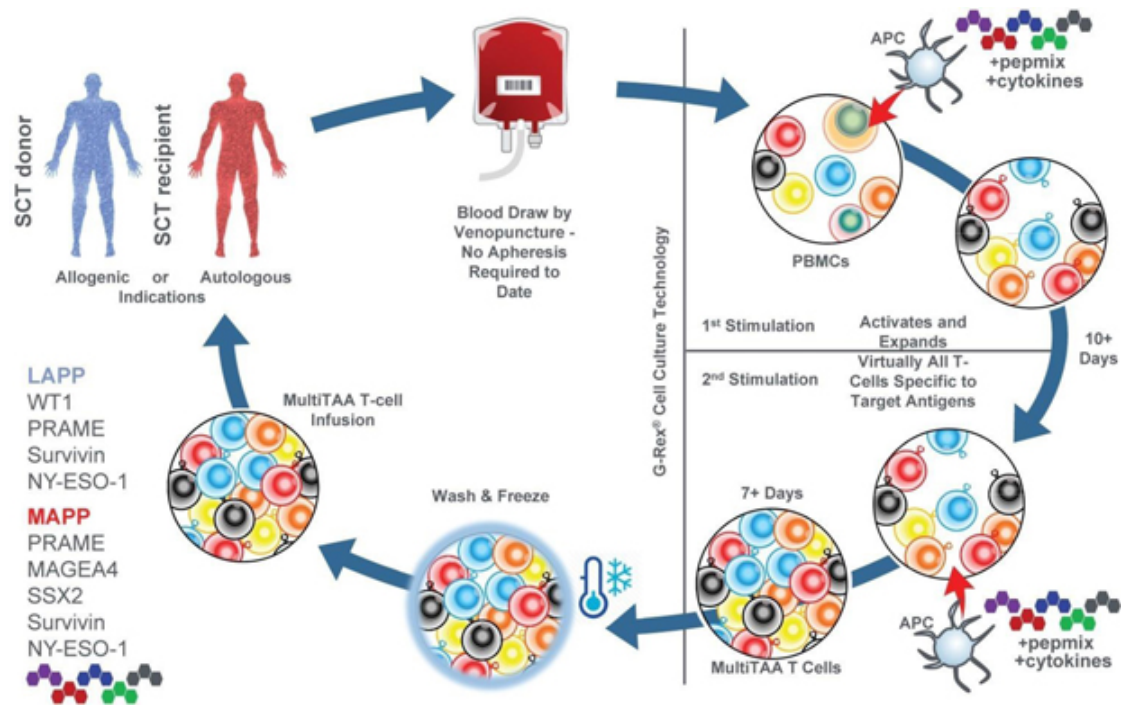 SCT donor
SCT recipient
Allogenic or Autologous
Indications
Blood Draw by
Venopuncture -
No Apheresis
Required to
Date
G-Rex® Cell Culture Technology
APC
+pepmix
+cytokines
PBMCs
1st Stimulation
Activates and
Expands
10+
Days
2nd Stimulation
Virtually All T-
Cells Specific to
Target Antigens
APC
+pepmix
+cytokines
7+ Days
MultiTAA T Cells
Wash & Freeze
MultiTAA T-cell
Infusion
LAPP
WT1
PRAME
Survivin
NY-ESO-1
MAPP
PRAME
MAGEA4
SSX2
Survivin
NY-ESO-1